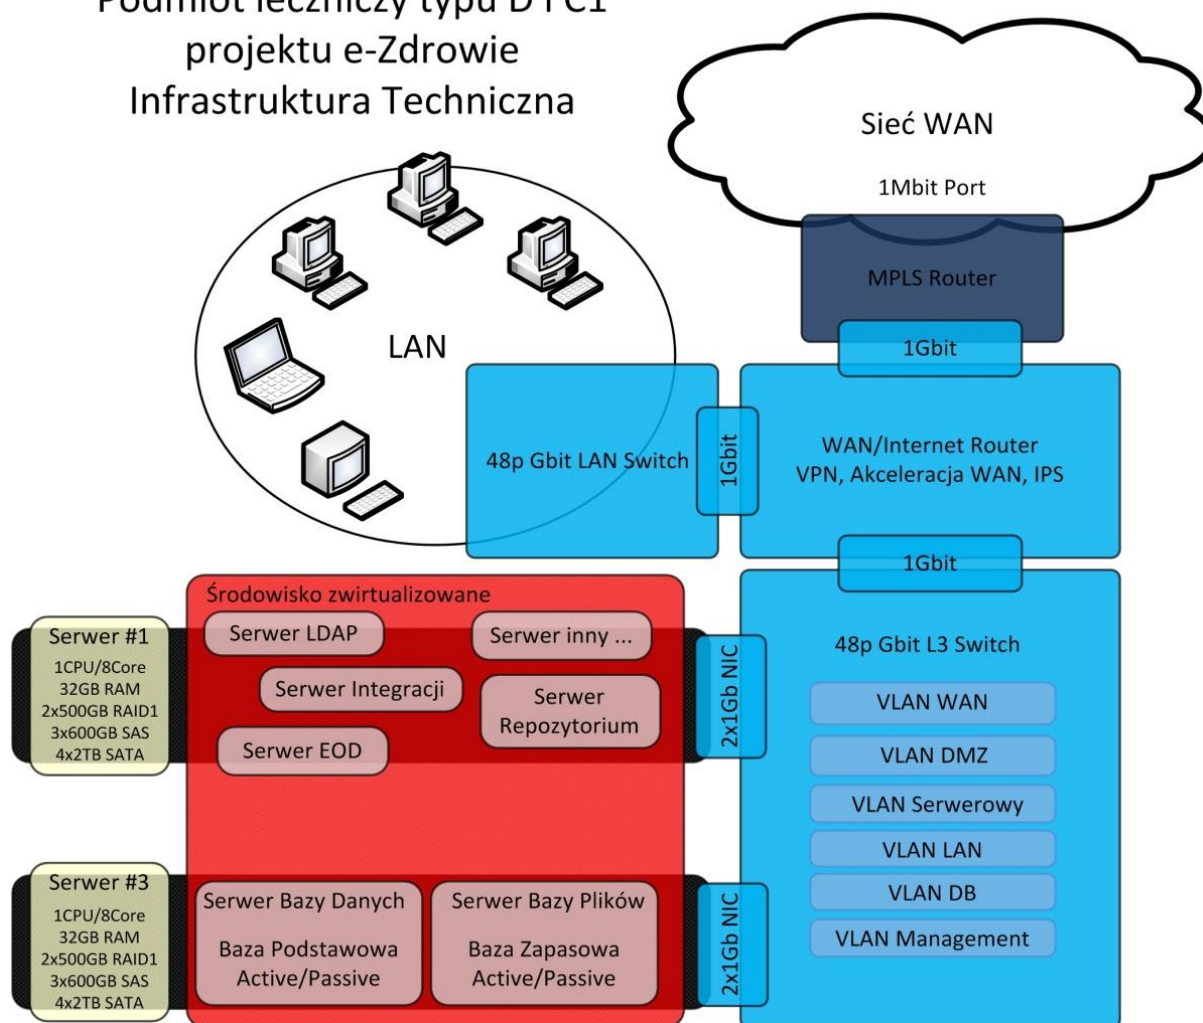 Podmiot leczniczy typu D i C1
projektu e-Zdrowie
Infrastruktura Techniczna
Sieć WAN
1Mbit Port
MPLS Router
1Gbit
LAN
48p Gbit LAN Switch
1Gbit
WAN/Internet Router
VPN, Akceleracja WAN, IPS
1Gbit
Środowisko zwirtualizowane
Serwer #1
1CPU/8Core
32GB RAM
2x500GB RAID1
3x600GB SAS
4x2TB SATA
Serwer LDAP
Serwer inny ...
Serwer Integracji
Serwer
Repozytorium
Serwer EOD
2x1Gb NIC
48p Gbit L3 Switch
VLAN WAN
VLAN DMZ
VLAN Serwerowy
VLAN LAN
VLAN DB
VLAN Management
Serwer #3
1CPU/8Core
32GB RAM
2x500GB RAID1
3x600GB SAS
4x2TB SATA
Serwer Bazy Danych
Baza Podstawowa
Active/Passive
Serwer Bazy Plików
Baza Zapasowa
Active/Passive
2x1Gb NIC